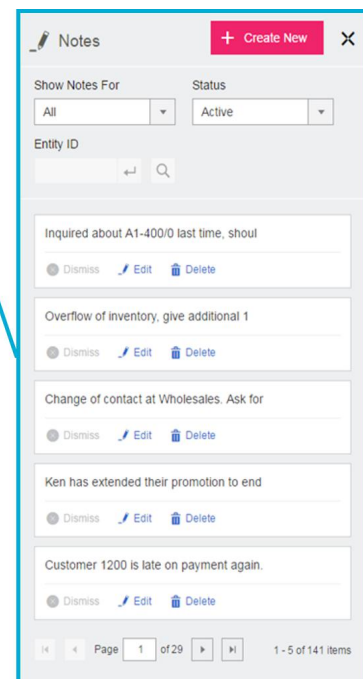 Notes
+ Create New
Show Notes For Status
All Active
Entity ID
Inquired about A1-400/0 last time, shoul
Dismiss Edit Delete
Overflow of inventory, give additional 1
Dismiss Edit Delete
Change of contact at Wholesales. Ask for
Dismiss Edit Delete
Ken has extended their promotion to end
Dismiss Edit Delete
Customer 1200 is late on payment again.
Dismiss Edit Delete
Page 1 of 29 1 - 5 of 141 items